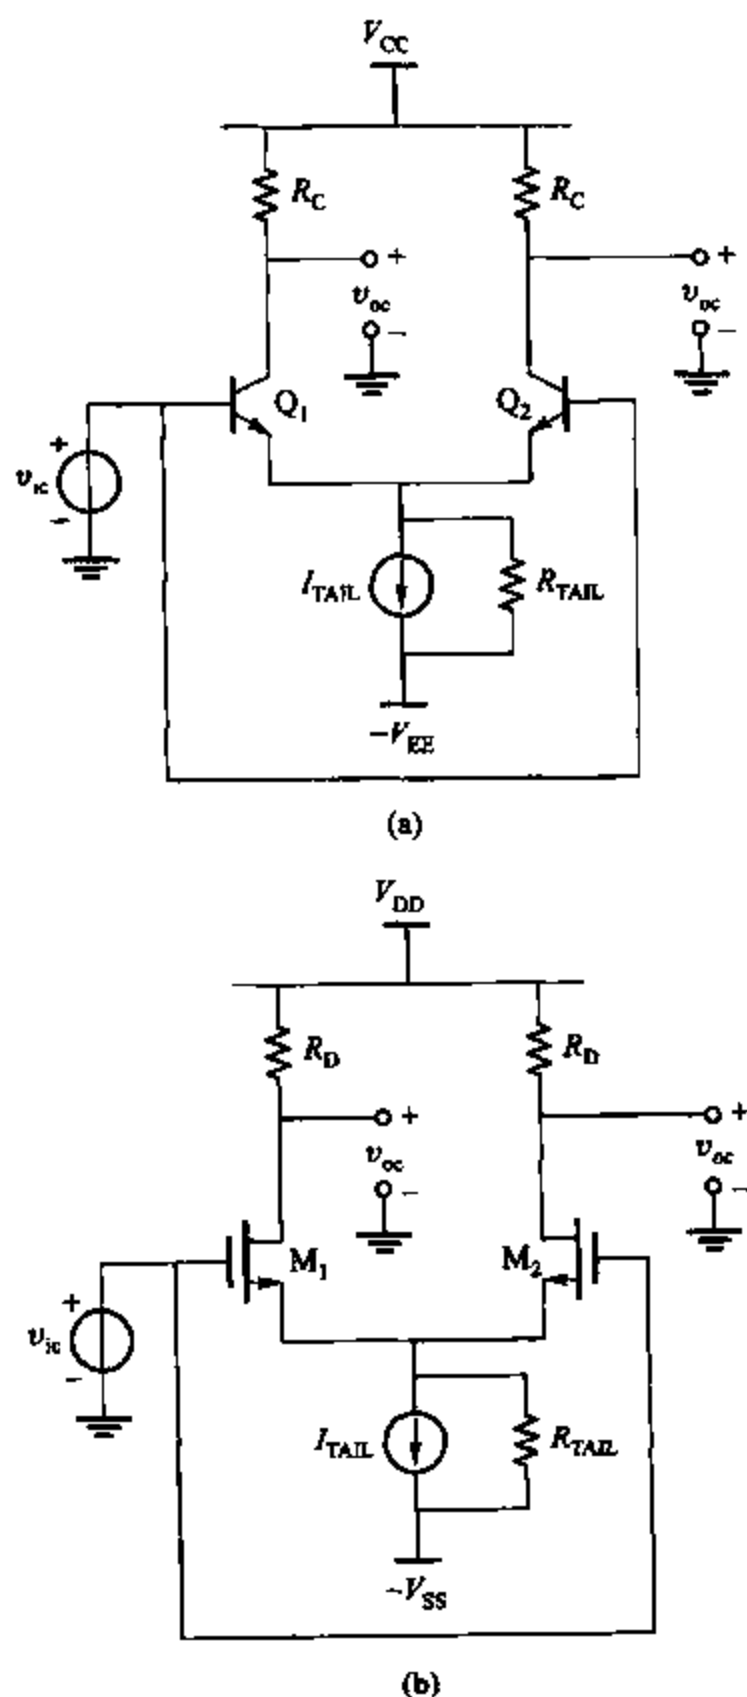 V_CC
R_C R_C
+ +
v_oc v_oc
− −
Q_1 Q_2
+
v_ic
−
I_TAIL R_TAIL
−V_EE
(a)
V_DD
R_D R_D
+ +
v_oc v_oc
− −
M_1 M_2
+
v_ic
−
I_TAIL R_TAIL
−V_SS
(b)